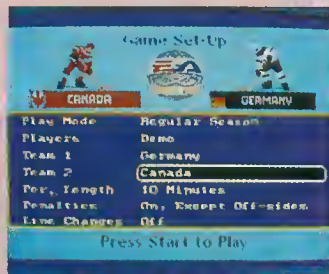 Game Set-Up
CANADA
GERMANY
Play Mode Regular Season
Players Demo
Team 1 Germany
Team 2 Canada
Per. Length 10 Minutes
Penalties On, Except Off-sides
Line Changes Off
Press Start to Play